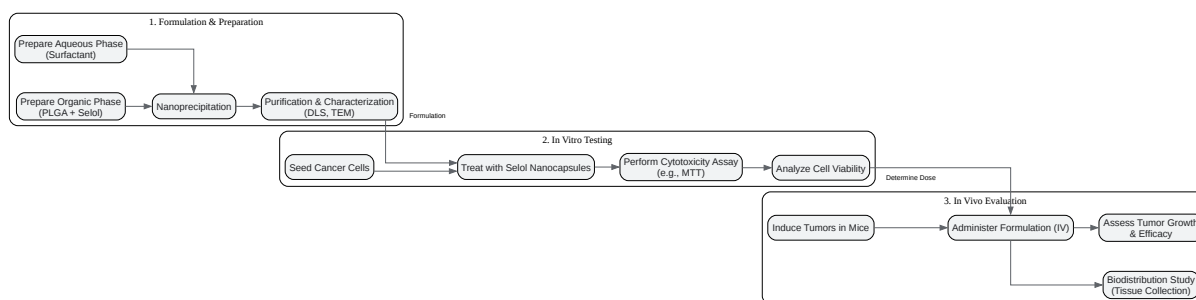 1. Formulation & Preparation
Prepare Aqueous Phase
(Surfactant)
Prepare Organic Phase
(PLGA + Selol)
Nanoprecipitation
Purification & Characterization
(DLS, TEM)
Formulation
2. In Vitro Testing
Seed Cancer Cells
Treat with Selol Nanocapsules
Perform Cytotoxicity Assay
(e.g., MTT)
Analyze Cell Viability
Determine Dose
3. In Vivo Evaluation
Induce Tumors in Mice
Administer Formulation (IV)
Assess Tumor Growth
& Efficacy
Biodistribution Study
(Tissue Collection)